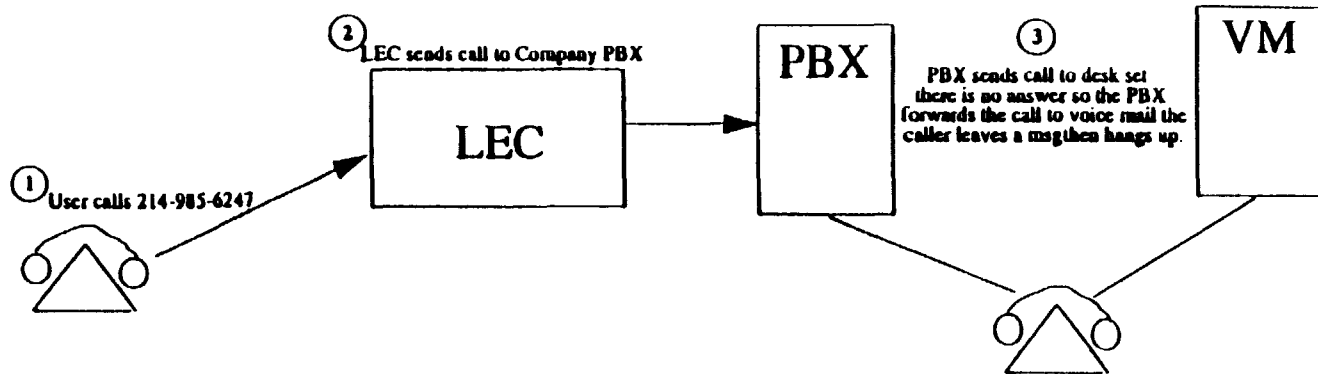 1
User calls 214-985-6247
2
LEC sends call to Company PBX
LEC
PBX
3
PBX sends call to desk set
there is no answer so the PBX
forwards the call to voice mail the
caller leaves a msgthen hangs up.
VM